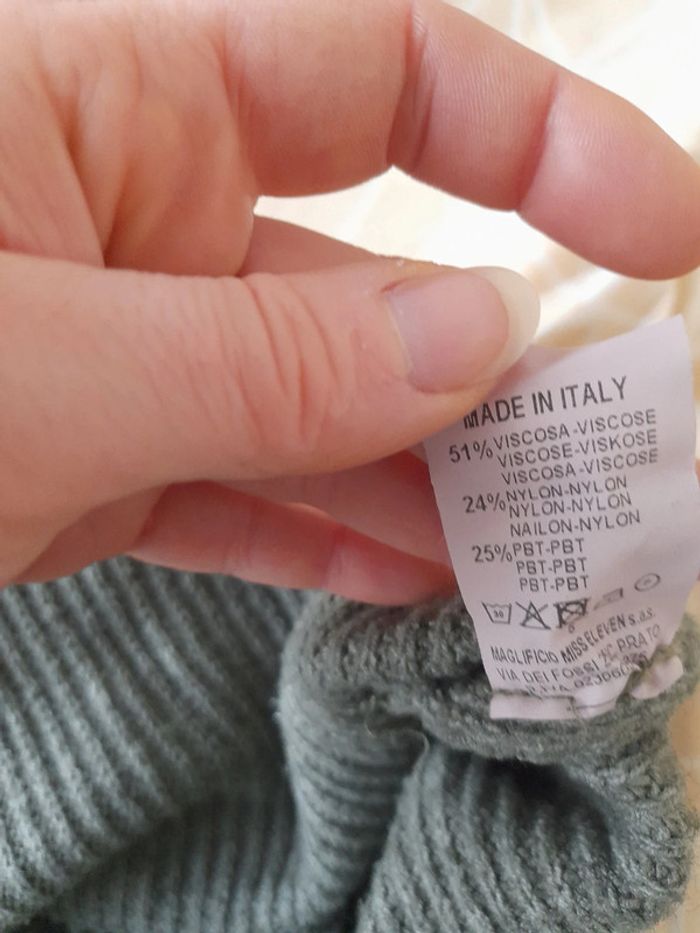 MADE IN ITALY
51% VISCOSA-VISCOSE
VISCOSE-VISKOSE
VISCOSA-VISCOSE
24% NYLON-NYLON
NYLON-NYLON
NAILON-NYLON
25% PBT-PBT
PBT-PBT
PBT-PBT
30
MAGLIFICIO MISS ELEVEN s.a.s.
VIA DEI FOSSI PRATO